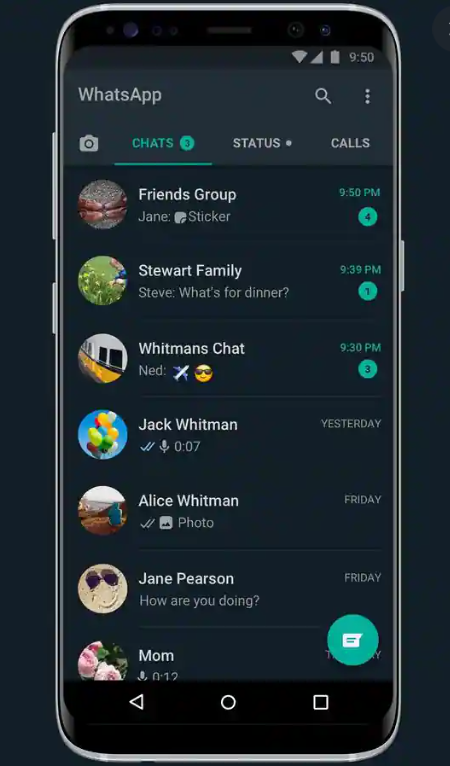 9:50
WhatsApp
CHATS 3
STATUS
CALLS
Friends Group 9:50 PM
Jane: Sticker 4
Stewart Family 9:39 PM
Steve: What's for dinner? 1
Whitmans Chat 9:30 PM
Ned: 3
Jack Whitman YESTERDAY
0:07
Alice Whitman FRIDAY
Photo
Jane Pearson FRIDAY
How are you doing?
Mom
0:12